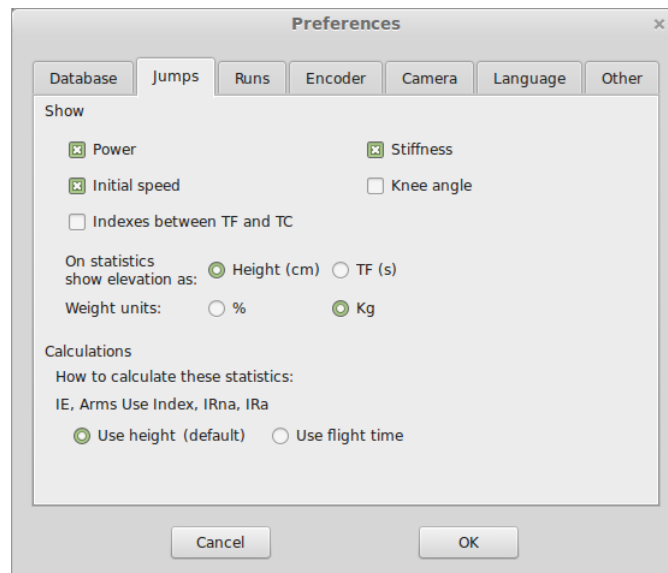 Preferences
Database Jumps Runs Encoder Camera Language Other
Show
Power Stiffness
Initial speed Knee angle
Indexes between TF and TC
On statistics
show elevation as: Height (cm) TF (s)
Weight units: % Kg
Calculations
How to calculate these statistics:
IE, Arms Use Index, IRna, IRa
Use height (default) Use flight time
Cancel OK